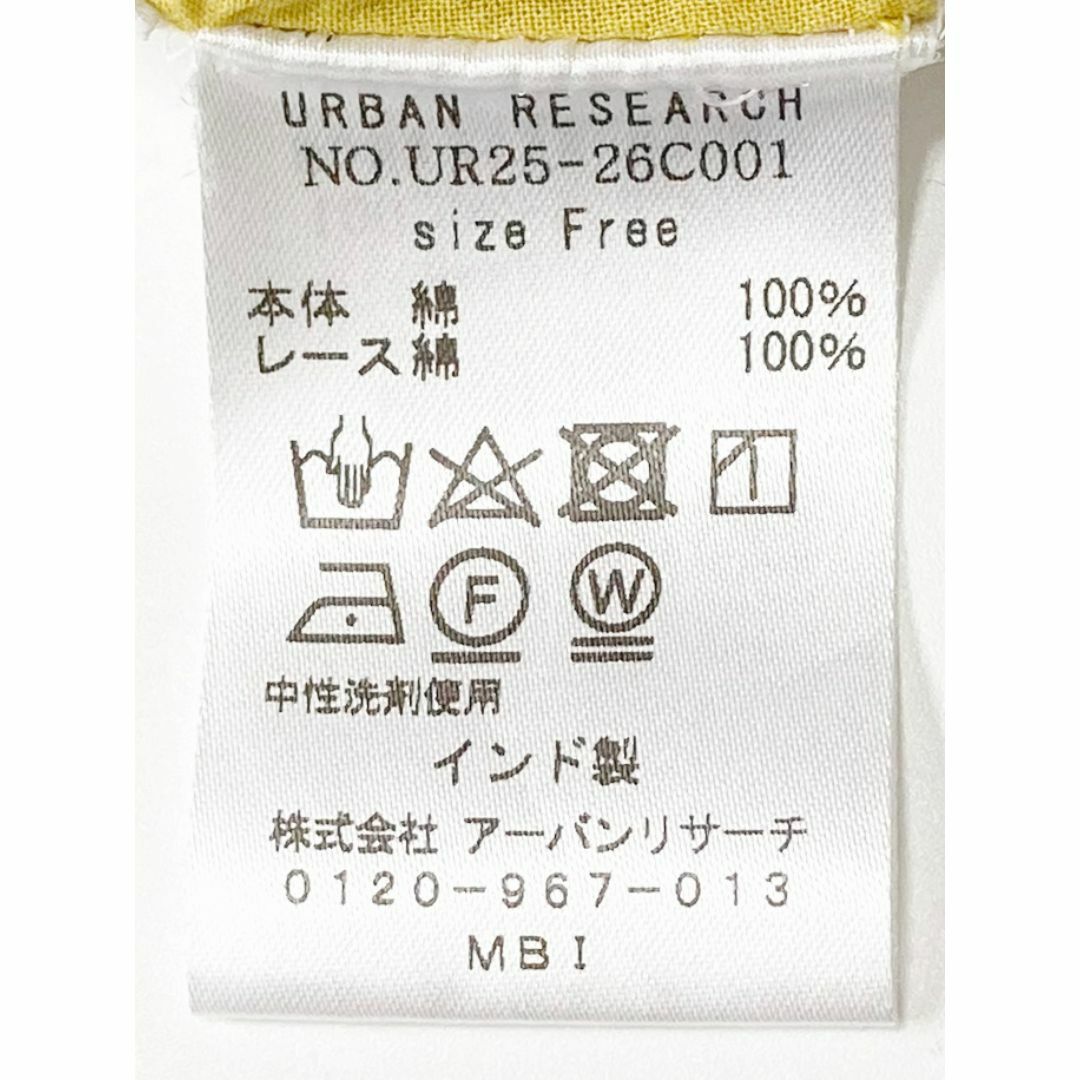 URBAN RESEARCH
NO.UR25-26C001
size Free
本体 綿 100%
レース綿 100%
F W
中性洗剤使用
インド製
株式会社 アーバンリサーチ
0120-967-013
MBI